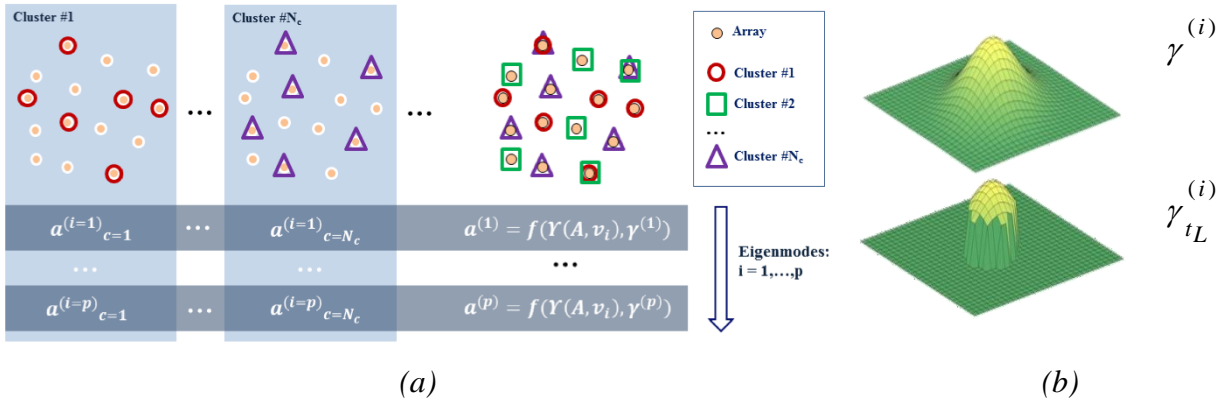 Cluster #1
Cluster #N_c
Array
Cluster #1
Cluster #2
...
Cluster #N_c
... ...
a^{(i=1)}_{c=1} ... a^{(i=1)}_{c=N_c} a^{(1)} = f(Υ(A, v_i), γ^{(1)})
... ... ...
a^{(i=p)}_{c=1} ... a^{(i=p)}_{c=N_c} a^{(p)} = f(Υ(A, v_i), γ^{(p)})
Eigenmodes:
i = 1,...,p
γ^{(i)}
γ_{t_L}^{(i)}
(a)
(b)